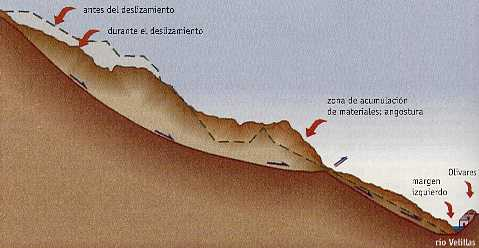 antes del deslizamiento
durante el deslizamiento
zona de acumulación
de materiales: angostura
Olivares
margen
izquierdo
río Velillas